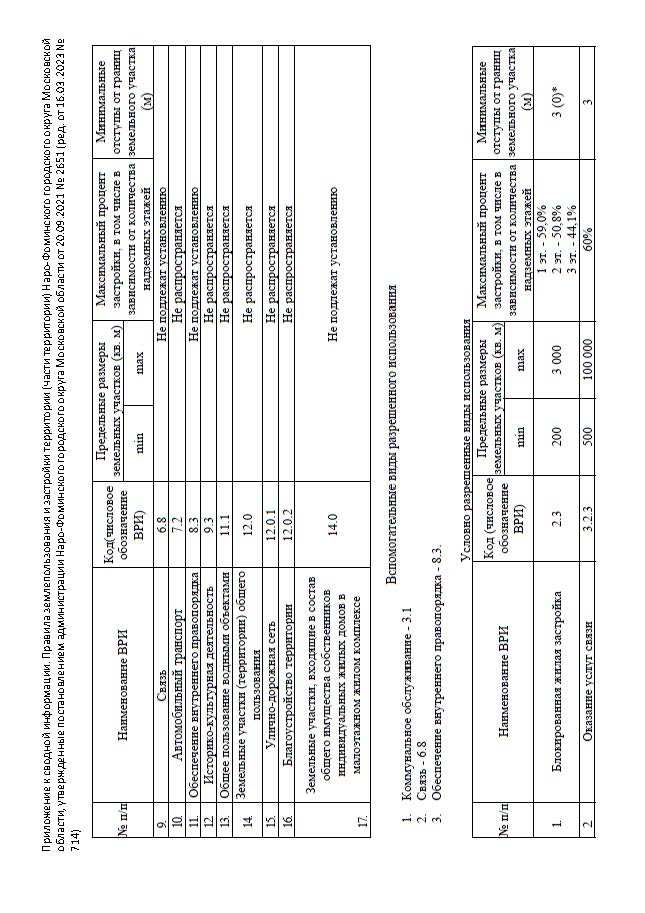 Приложение к сводной информации. Правила землепользования и застройки территории (части территории) Наро-Фоминского городского округа Московской
области, утвержденные постановлением администрации Наро-Фоминского городского округа Московской области от 20.09.2021 № 2651 (ред. от 16.03.2023 №
714)
№ п/п
Наименование ВРИ
Код(числовое
обозначение
ВРИ)
Предельные размеры
земельных участков (кв. м)
min
max
Максимальный процент
застройки, в том числе в
зависимости от количества
надземных этажей
Минимальные
отступы от границ
земельного участка
(м)
9. Связь 6.8 Не подлежат установлению
10. Автомобильный транспорт 7.2 Не распространяется
11. Обеспечение внутреннего правопорядка 8.3 Не подлежат установлению
12. Историко-культурная деятельность 9.3 Не распространяется
13. Общее пользование водными объектами 11.1 Не распространяется
14. Земельные участки (территории) общего
пользования 12.0 Не распространяется
15. Улично-дорожная сеть 12.0.1 Не распространяется
16. Благоустройство территории 12.0.2 Не распространяется
17. Земельные участки, входящие в состав
общего имущества собственников
индивидуальных жилых домов в
малоэтажном жилом комплексе
14.0 Не подлежат установлению
Вспомогательные виды разрешенного использования
1. Коммунальное обслуживание - 3.1
2. Связь - 6.8
3. Обеспечение внутреннего правопорядка - 8.3.
Условно разрешенные виды использования
№ п/п
Наименование ВРИ
Код (числовое
обозначение
ВРИ)
Предельные размеры
земельных участков (кв. м)
min
max
Максимальный процент
застройки, в том числе в
зависимости от количества
надземных этажей
Минимальные
отступы от границ
земельного участка
(м)
1. Блокированная жилая застройка 2.3 200 3 000
1 эт. - 59,0%
2 эт. - 50,8%
3 эт. - 44,1%
3 (0)*
2. Оказание услуг связи 3.2.3 500 100 000 60% 3